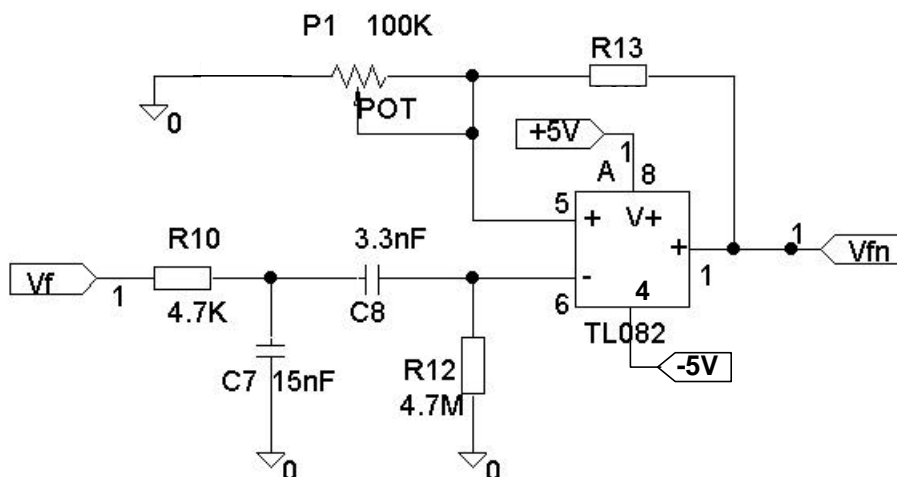 P1 100K
R13
POT
0
+5V
1
A
8
5
+
V+
R10
3.3nF
+
1
Vfn
Vf
1
-
1
4.7K
C8
6
4
TL082
C7
15nF
R12
4.7M
-5V
0
0